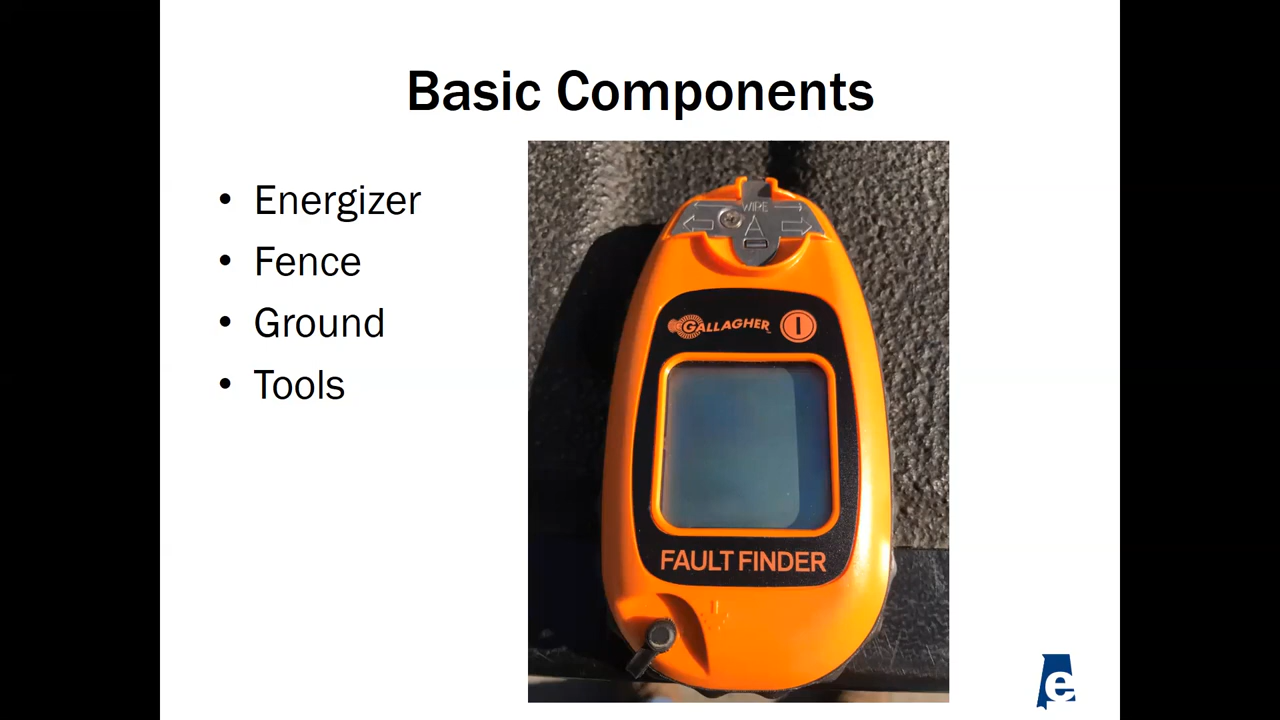 Basic Components
• Energizer
• Fence
• Ground
• Tools
WIPE
GALLAGHER
FAULT FINDER
e